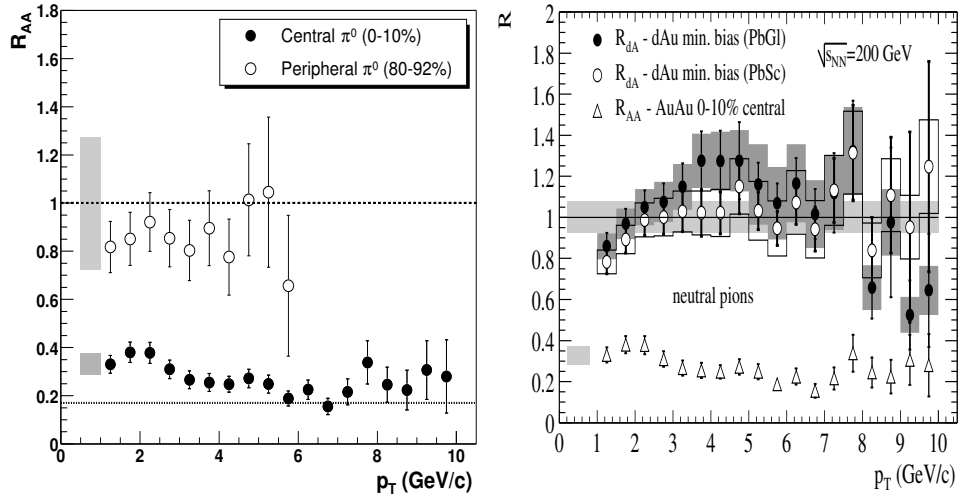 R_AA
1.8
1.6
1.4
1.2
1
0.8
0.6
0.4
0.2
0
Central π⁰ (0-10%)
Peripheral π⁰ (80-92%)
0 2 4 6 8 10
p_T (GeV/c)
R
2
1.8
1.6
1.4
1.2
1
0.8
0.6
0.4
0.2
0
R_dA - dAu min. bias (PbGl)
R_dA - dAu min. bias (PbSc)
R_AA - AuAu 0-10% central
√s_NN=200 GeV
neutral pions
0 1 2 3 4 5 6 7 8 9 10
p_T (GeV/c)